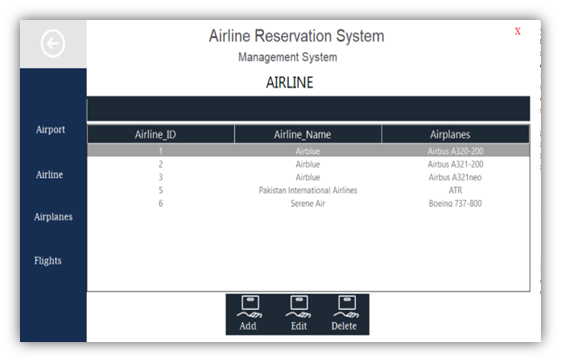 Airline Reservation System
X
Management System
AIRLINE
Airport
Airline
Airplanes
Flights
Airline_ID Airline_Name Airplanes
1 Airblue Airbus A320-200
2 Airblue Airbus A321-200
3 Airblue Airbus A321neo
5 Pakistan International Airlines ATR
6 Serene Air Boeing 737-800
Add Edit Delete